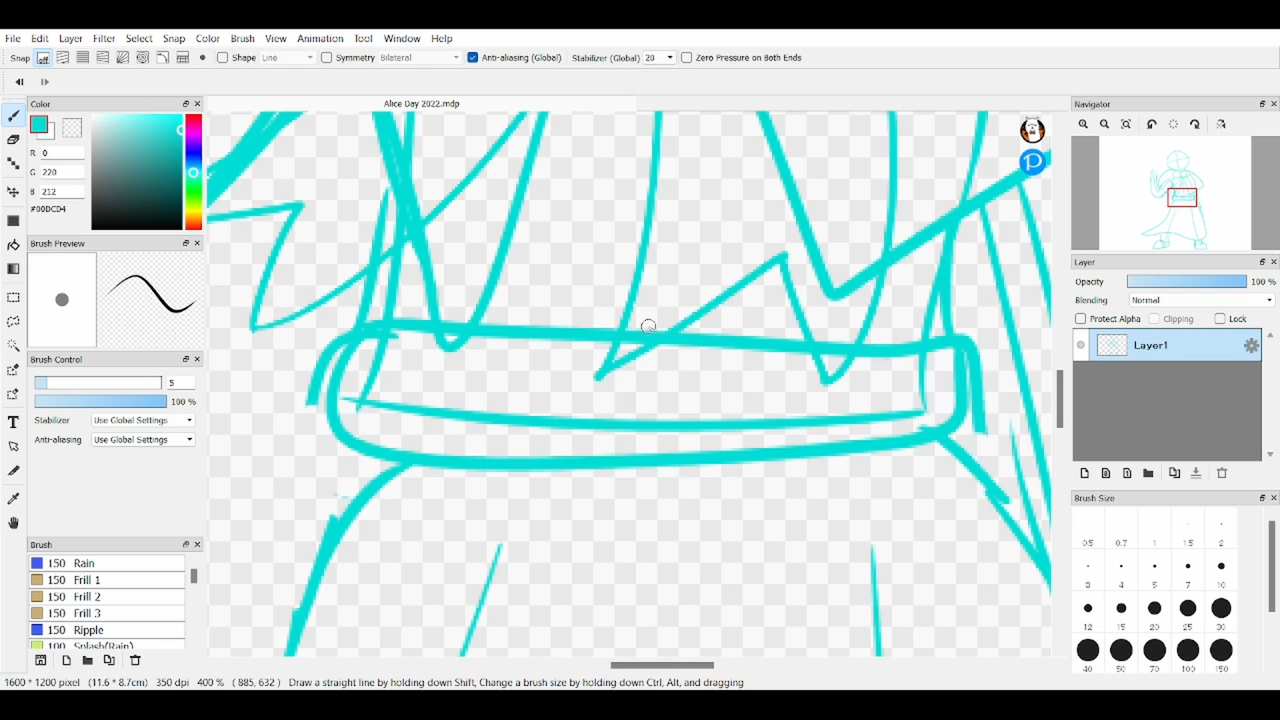 File Edit Layer Filter Select Snap Color Brush View Animation Tool Window Help
Snap off Shape Line Symmetry Bilateral Anti-aliasing (Global) Stabilizer (Global) 20 Zero Pressure on Both Ends
Color
Alice Day 2022.mdp
Navigator
R 0
G 220
B 212
#00DCD4
Brush Preview
Layer
Opacity 100 %
Blending Normal
Protect Alpha Clipping Lock
Layer1
Brush Control
5
100 %
Stabilizer Use Global Settings
Anti-aliasing Use Global Settings
Brush Size
0.5 0.7 1 1.5 2
3 4 5 7 10
12 15 20 25 30
40 50 70 100 150
Brush
150 Rain
150 Frill 1
150 Frill 2
150 Frill 3
150 Ripple
100 Splash(Rain)
1600 * 1200 pixel (11.6 * 8.7cm) 350 dpi 400 % ( 885, 632 ) Draw a straight line by holding down Shift, Change a brush size by holding down Ctrl, Alt, and dragging